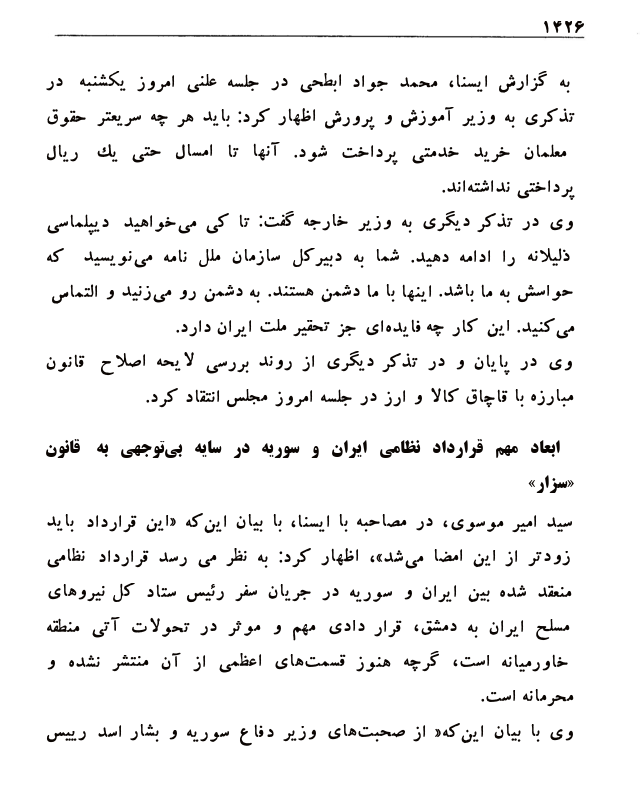 ۱۴۲۶
به گزارش ایسنا، محمد جواد ابطحی در جلسه علنی امروز یکشنبه در
تذکری به وزیر آموزش و پرورش اظهار کرد: باید هر چه سریعتر حقوق
معلمان خرید خدمتی پرداخت شود. آنها تا امسال حتی یك ریال
پرداختی نداشته‌اند.
وی در تذکر دیگری به وزیر خارجه گفت: تا کی می‌خواهید دیپلماسی
ذلیلانه را ادامه دهید. شما به دبیرکل سازمان ملل نامه می‌نویسید که
حواسش به ما باشد. اینها با ما دشمن هستند. به دشمن رو می‌زنید و التماس
می‌کنید. این کار چه فایده‌ای جز تحقیر ملت ایران دارد.
وی در پایان و در تذکر دیگری از روند بررسی لایحه اصلاح قانون
مبارزه با قاچاق کالا و ارز در جلسه امروز مجلس انتقاد کرد.
ابعاد مهم قرارداد نظامی ایران و سوریه در سایه بی‌توجهی به قانون
«سزار»
سید امیر موسوی، در مصاحبه با ایسنا، با بیان این‌که «این قرارداد باید
زودتر از این امضا می‌شد»، اظهار کرد: به نظر می رسد قرارداد نظامی
منعقد شده بین ایران و سوریه در جریان سفر رئیس ستاد کل نیروهای
مسلح ایران به دمشق، قرار دادی مهم و موثر در تحولات آتی منطقه
خاورمیانه است، گرچه هنوز قسمت‌های اعظمی از آن منتشر نشده و
محرمانه است.
وی با بیان این‌که« از صحبت‌های وزیر دفاع سوریه و بشار اسد رییس